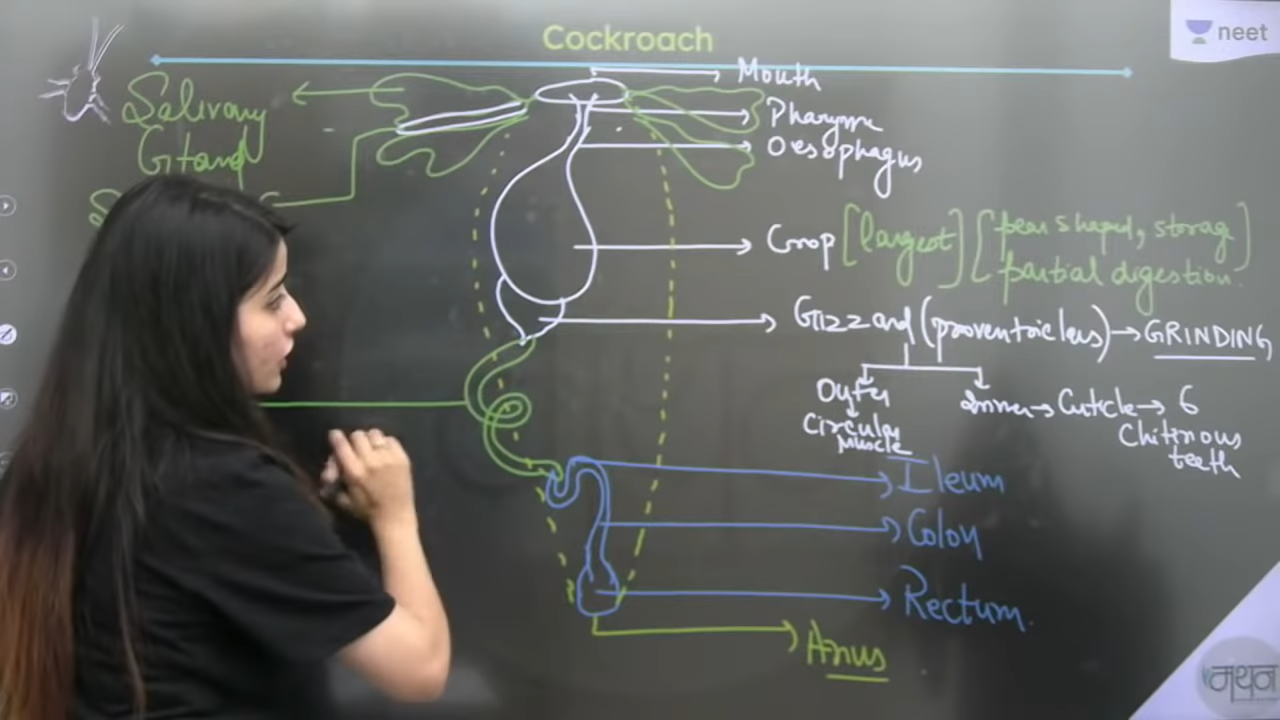 Cockroach
neet
Mouth
Salivary
Gland
Pharynx
Oesophagus
Crop [largest] [pear shaped, storag
partial digestion.]
Gizzard (proventriculus) → GRINDING
Outer
Circular
muscle
Inner → Cuticle → 6
Chitinous
teeth
Ileum
Colon
Rectum.
Anus
मंथन